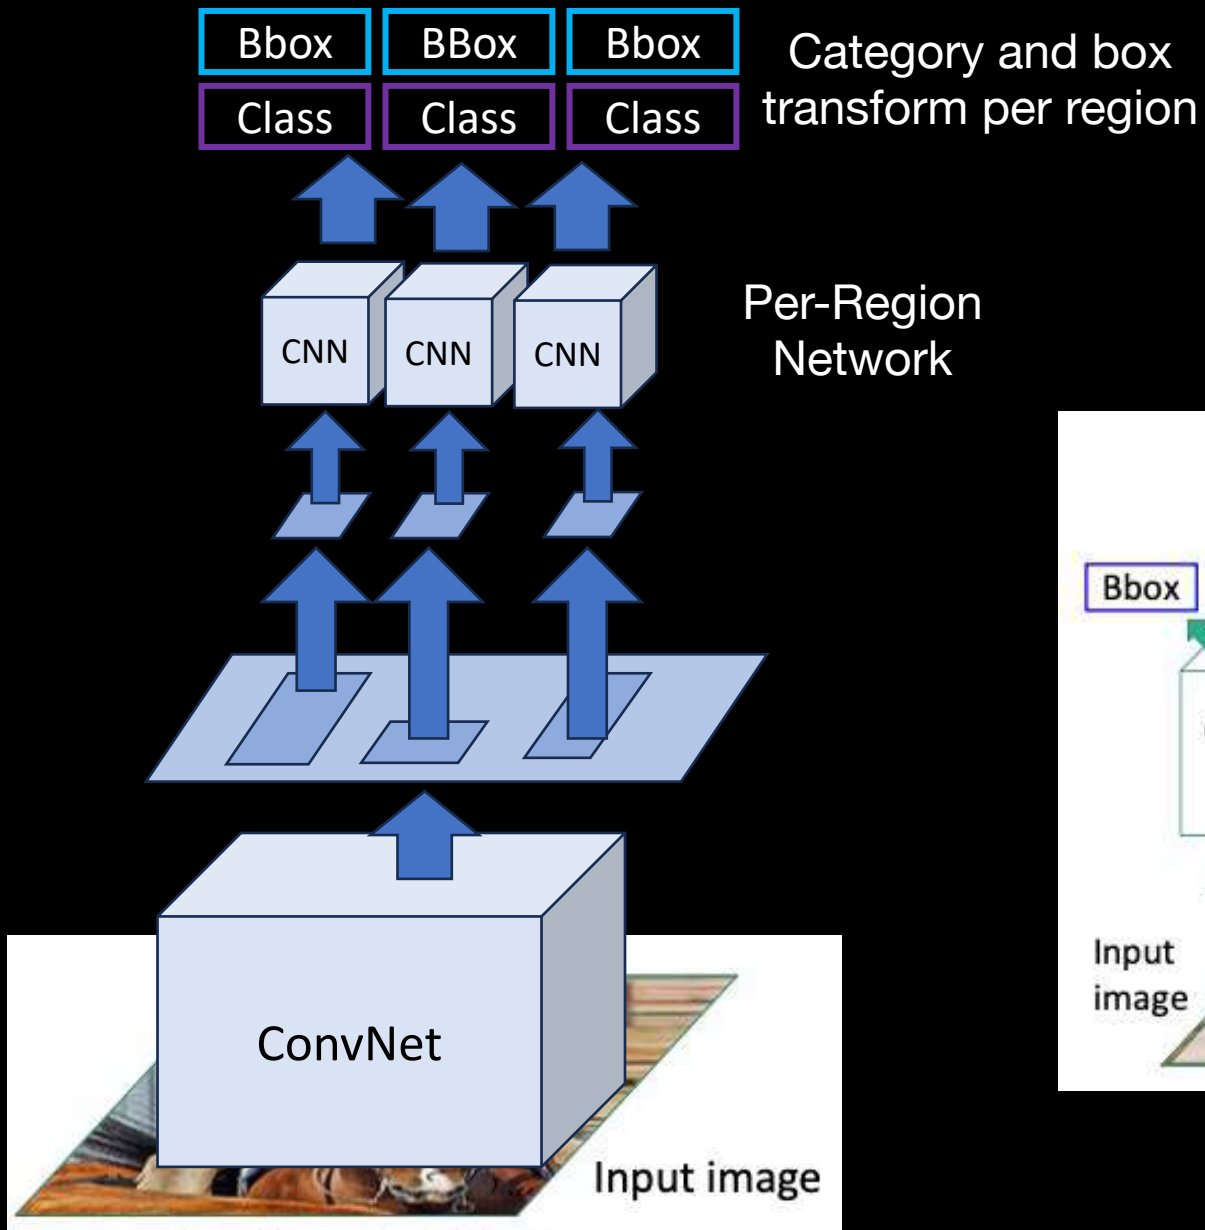 Bbox BBox Bbox
Class Class Class
Category and box
transform per region
CNN CNN CNN
Per-Region
Network
Bbox
Input
image
ConvNet
Input image